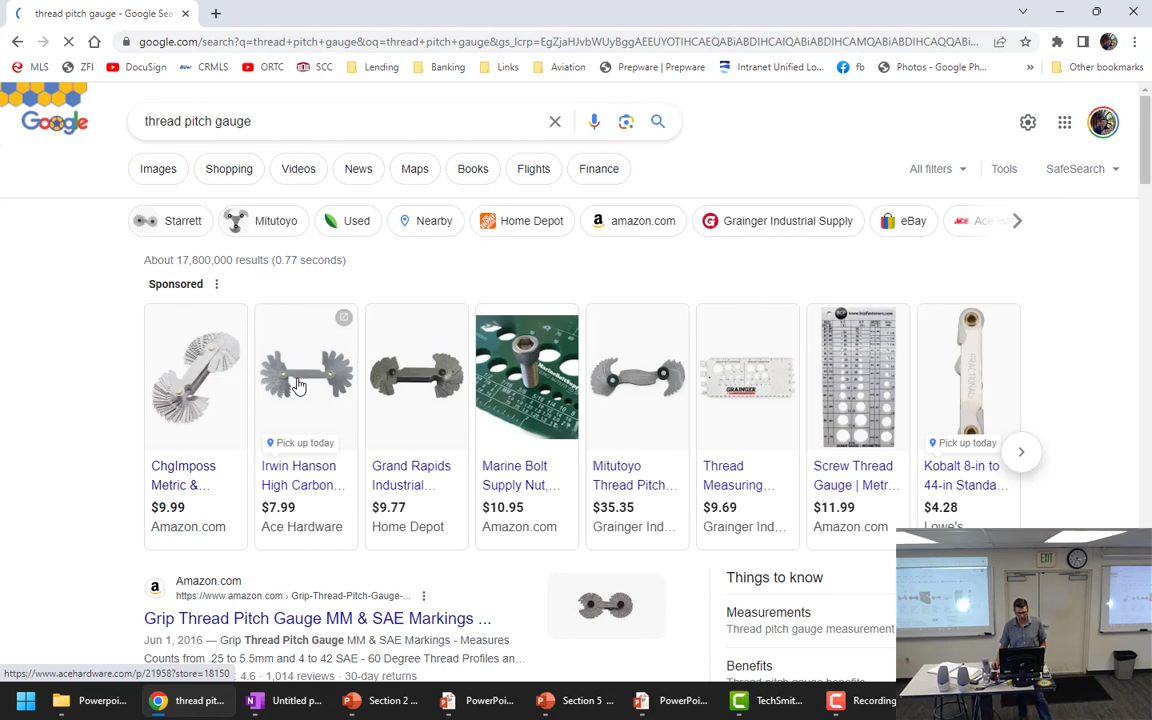 thread pitch gauge - Google Sea
google.com/search?q=thread+pitch+gauge&oq=thread+pitch+gauge&gs_lcrp=EgZjaHJvbWUyBggAEEUYOTIHCAEQABiABDIHCAIQABiABDIHCAMQABiABDIHCAQQABi...
MLS ZFI DocuSign CRMLS ORTC SCC Lending Banking Links Aviation Prepware | Prepware Intranet Unified Lo... fb Photos - Google Ph... » Other bookmarks
Google
thread pitch gauge
Images Shopping Videos News Maps Books Flights Finance All filters Tools SafeSearch
Starrett Mitutoyo Used Nearby Home Depot amazon.com Grainger Industrial Supply eBay Ace
About 17,800,000 results (0.77 seconds)
Sponsored
GRAINGER
FRACTIONAL
Pick up today Pick up today
ChgImposs Irwin Hanson Grand Rapids Marine Bolt Mitutoyo Thread Screw Thread Kobalt 8-in to
Metric &... High Carbon... Industrial... Supply Nut,... Thread Pitch... Measuring... Gauge | Metr... 44-in Standa...
$9.99 $7.99 $9.77 $10.95 $35.35 $9.69 $11.99 $4.28
Amazon.com Ace Hardware Home Depot Amazon.com Grainger Ind... Grainger Ind... Amazon.com Lowe's
Amazon.com
https://www.amazon.com › Grip-Thread-Pitch-Gauge-...
Grip Thread Pitch Gauge MM & SAE Markings ...
Jun 1, 2016 — Grip Thread Pitch Gauge MM & SAE Markings - Measures
Counts from .25 to 5.5mm and 4 to 42 SAE - 60 Degree Thread Profiles an...
4.6 · 1,014 reviews · 30-day returns
Things to know
Measurements
Thread pitch gauge measurement
Benefits
Thread pitch gauge benefits
EXIT
https://www.acehardware.com/p/21958?store=18150
Powerpoi... thread pit... Untitled p... Section 2 ... PowerPoi... Section 5 ... PowerPoi... TechSmit... Recording